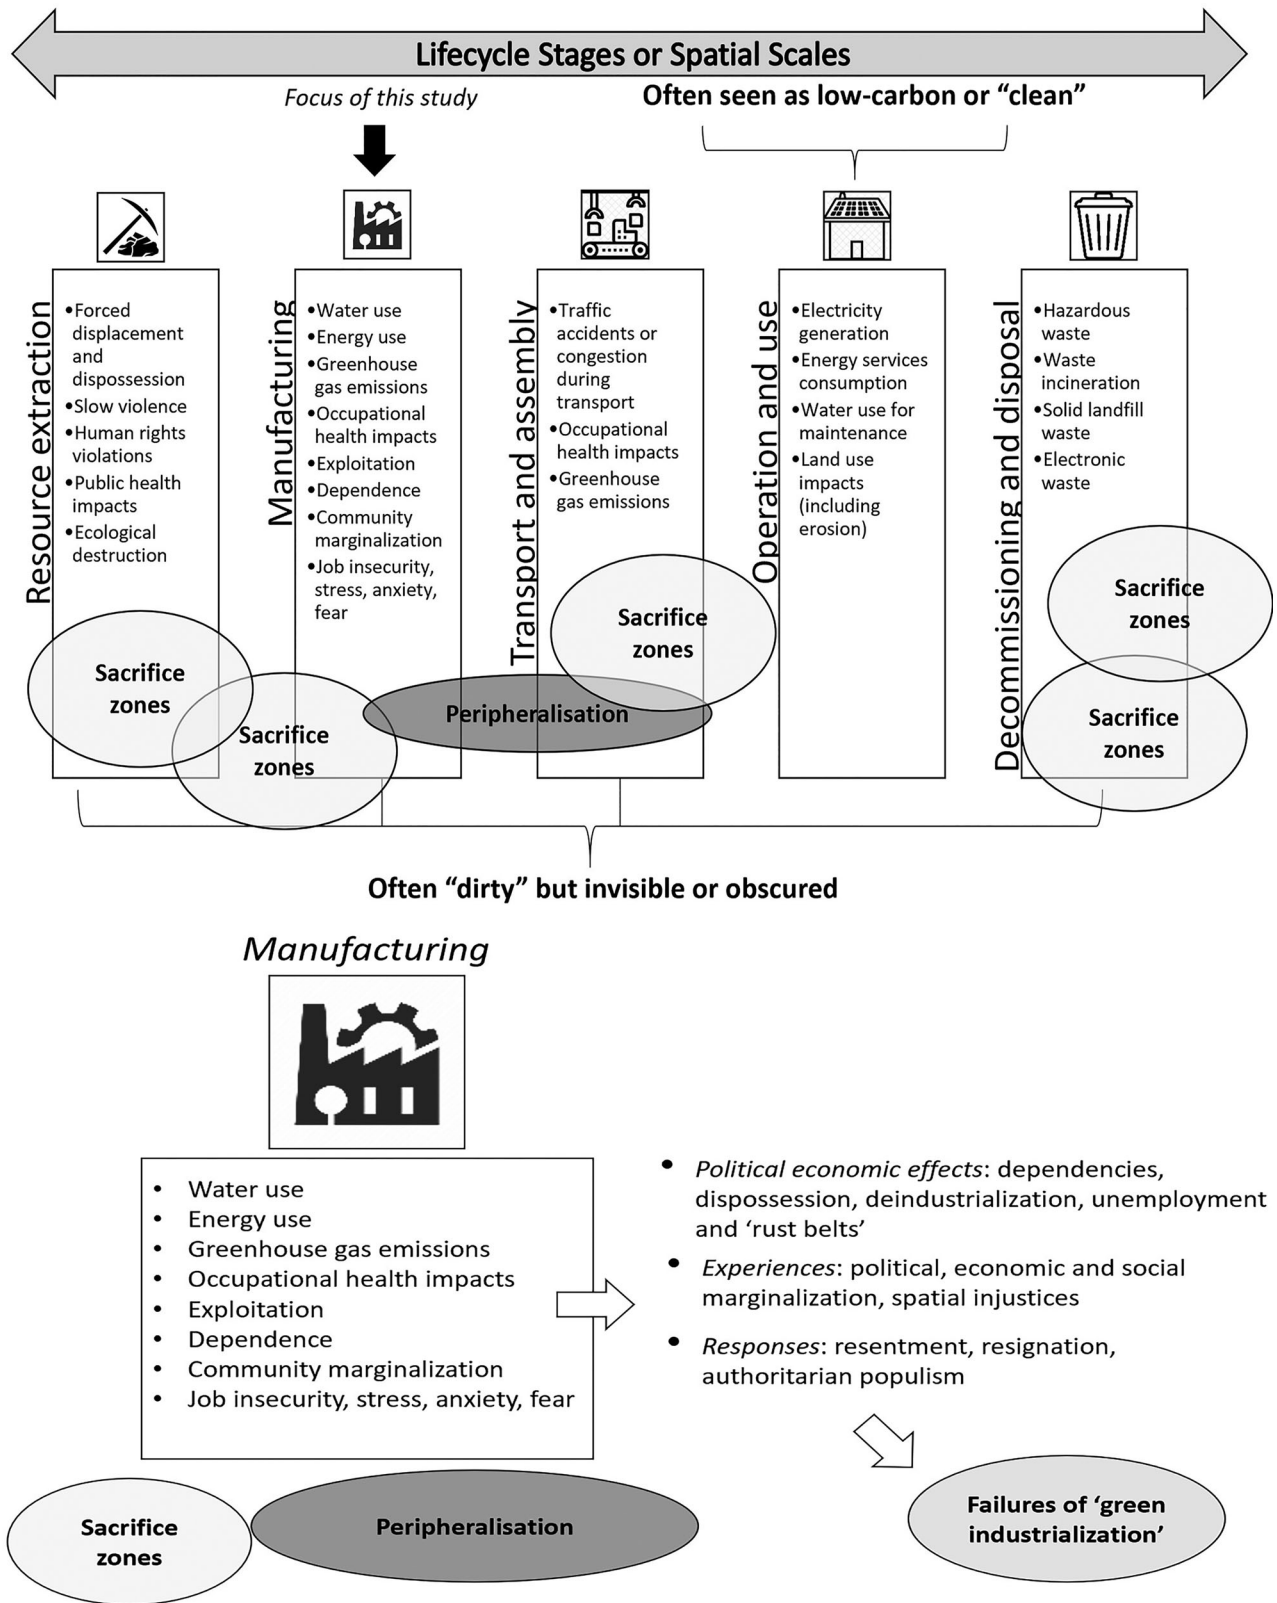 Lifecycle Stages or Spatial Scales
Focus of this study
Often seen as low-carbon or “clean”
Resource extraction
•Forced
displacement
and
dispossession
•Slow violence
•Human rights
violations
•Public health
impacts
•Ecological
destruction
Manufacturing
•Water use
•Energy use
•Greenhouse
gas emissions
•Occupational
health impacts
•Exploitation
•Dependence
•Community
marginalization
•Job insecurity,
stress, anxiety,
fear
Transport and assembly
•Traffic
accidents or
congestion
during
transport
•Occupational
health impacts
•Greenhouse
gas emissions
Operation and use
•Electricity
generation
•Energy services
consumption
•Water use for
maintenance
•Land use
impacts
(including
erosion)
Decommissioning and disposal
•Hazardous
waste
•Waste
incineration
•Solid landfill
waste
•Electronic
waste
Sacrifice
zones
Sacrifice
zones
Peripheralisation
Sacrifice
zones
Sacrifice
zones
Sacrifice
zones
Often “dirty” but invisible or obscured
Manufacturing
• Water use
• Energy use
• Greenhouse gas emissions
• Occupational health impacts
• Exploitation
• Dependence
• Community marginalization
• Job insecurity, stress, anxiety, fear
• Political economic effects: dependencies,
dispossession, deindustrialization, unemployment
and ‘rust belts’
• Experiences: political, economic and social
marginalization, spatial injustices
• Responses: resentment, resignation,
authoritarian populism
Sacrifice
zones
Peripheralisation
Failures of ‘green
industrialization’